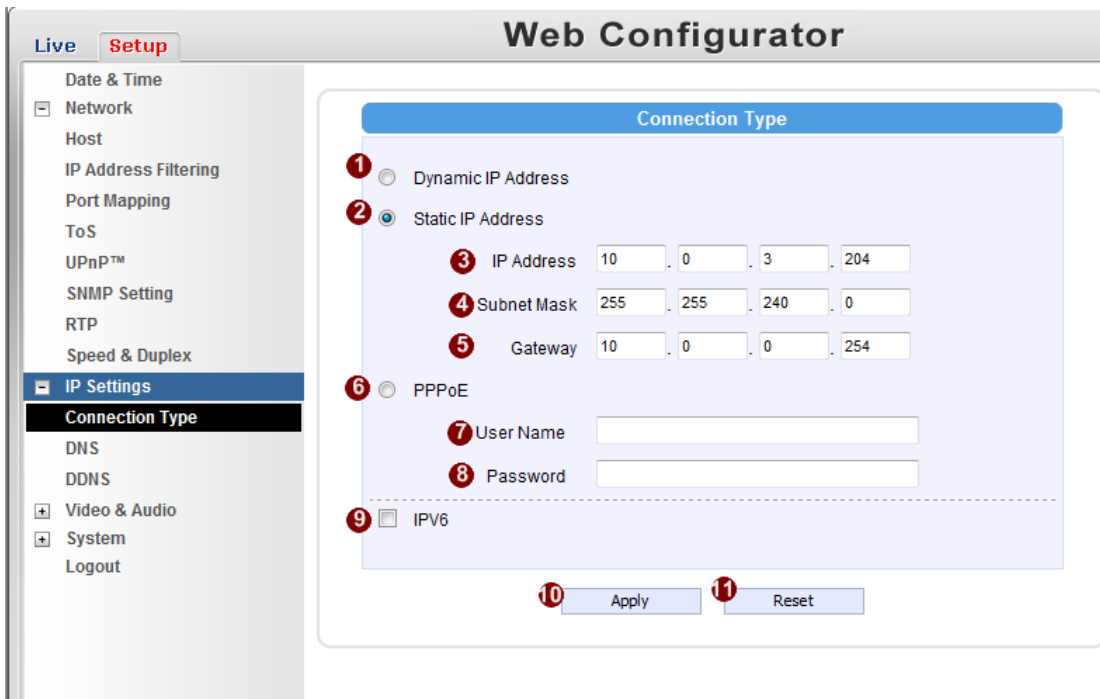 Web Configurator
Live Setup
Date & Time
Network
Host
IP Address Filtering
Port Mapping
ToS
UPnP™
SNMP Setting
RTP
Speed & Duplex
IP Settings
Connection Type
DNS
DDNS
Video & Audio
System
Logout
Connection Type
1 Dynamic IP Address
2 Static IP Address
3 IP Address 10 . 0 . 3 . 204
4 Subnet Mask 255 . 255 . 240 . 0
5 Gateway 10 . 0 . 0 . 254
6 PPPoE
7 User Name
8 Password
9 IPV6
10 Apply 11 Reset